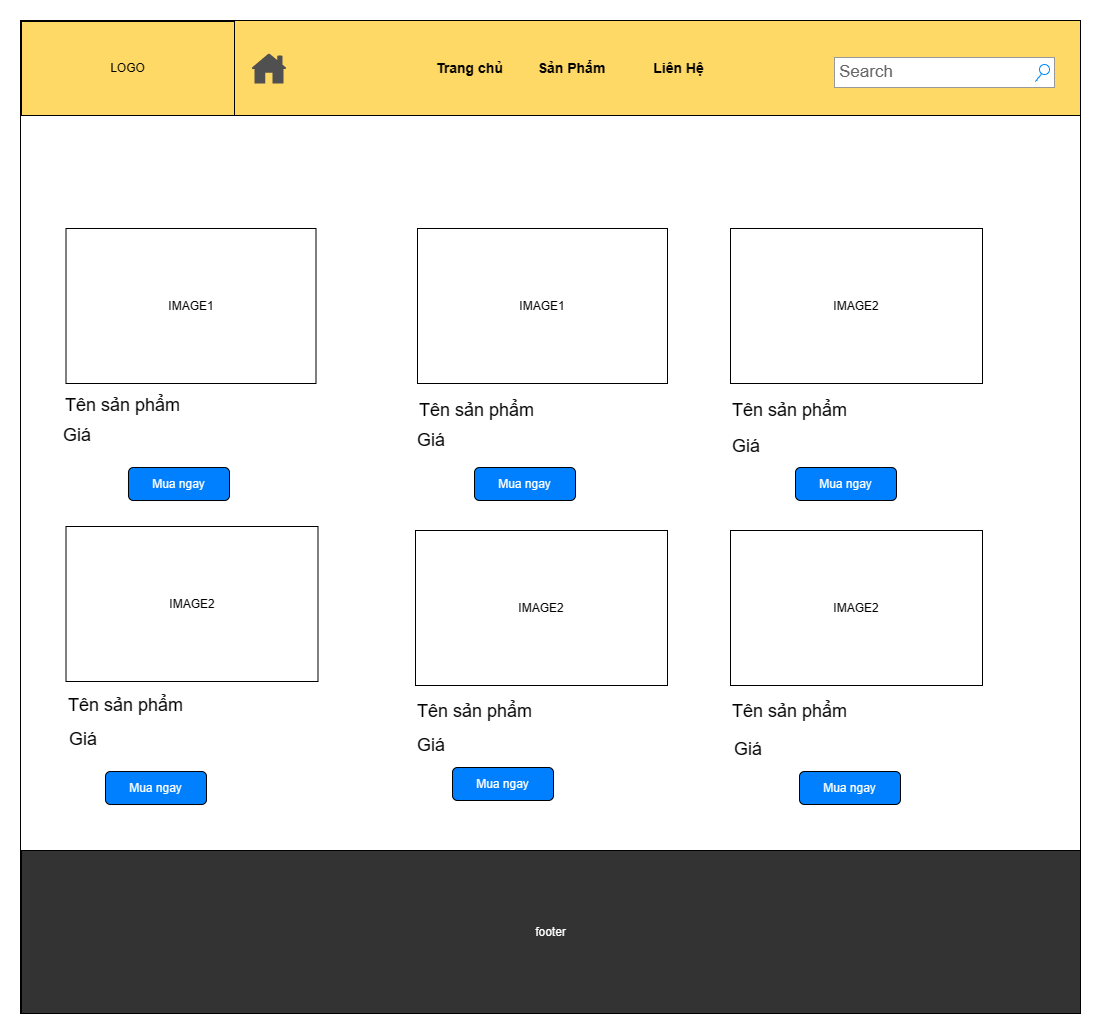 LOGO
Trang chủ
Sản Phẩm
Liên Hệ
Search
IMAGE1
IMAGE1
IMAGE2
Tên sản phẩm
Tên sản phẩm
Tên sản phẩm
Giá
Giá
Giá
Mua ngay
Mua ngay
Mua ngay
IMAGE2
IMAGE2
IMAGE2
Tên sản phẩm
Tên sản phẩm
Tên sản phẩm
Giá
Giá
Giá
Mua ngay
Mua ngay
Mua ngay
footer